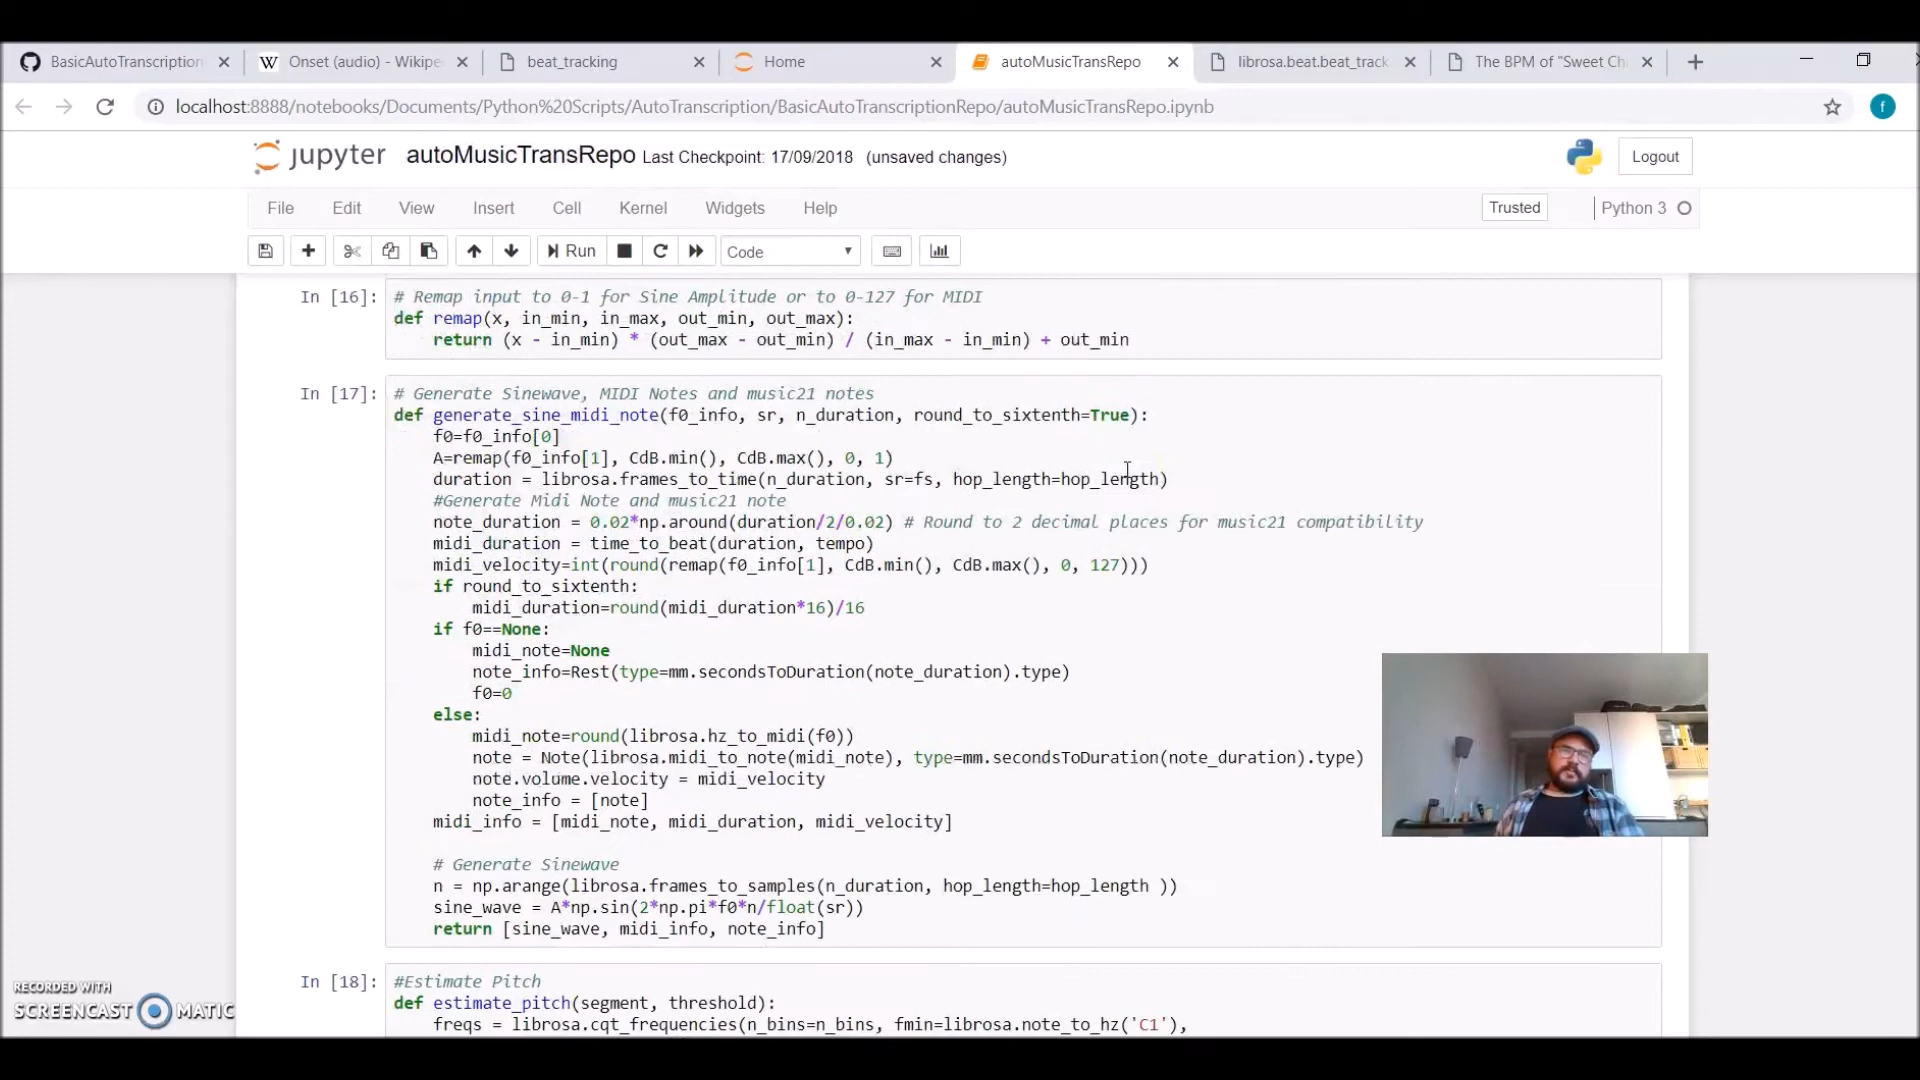 BasicAutoTranscription
Onset (audio) - Wikipe
beat_tracking
Home
autoMusicTransRepo
librosa.beat.beat_track
The BPM of "Sweet Ch
localhost:8888/notebooks/Documents/Python%20Scripts/AutoTranscription/BasicAutoTranscriptionRepo/autoMusicTransRepo.ipynb
f
jupyter autoMusicTransRepo Last Checkpoint: 17/09/2018 (unsaved changes)
Logout
File Edit View Insert Cell Kernel Widgets Help
Trusted
Python 3
Run
Code
In [16]: # Remap input to 0-1 for Sine Amplitude or to 0-127 for MIDI
def remap(x, in_min, in_max, out_min, out_max):
    return (x - in_min) * (out_max - out_min) / (in_max - in_min) + out_min
In [17]: # Generate Sinewave, MIDI Notes and music21 notes
def generate_sine_midi_note(f0_info, sr, n_duration, round_to_sixtenth=True):
    f0=f0_info[0]
    A=remap(f0_info[1], CdB.min(), CdB.max(), 0, 1)
    duration = librosa.frames_to_time(n_duration, sr=fs, hop_length=hop_length)
    #Generate Midi Note and music21 note
    note_duration = 0.02*np.around(duration/2/0.02) # Round to 2 decimal places for music21 compatibility
    midi_duration = time_to_beat(duration, tempo)
    midi_velocity=int(round(remap(f0_info[1], CdB.min(), CdB.max(), 0, 127)))
    if round_to_sixtenth:
        midi_duration=round(midi_duration*16)/16
    if f0==None:
        midi_note=None
        note_info=Rest(type=mm.secondsToDuration(note_duration).type)
        f0=0
    else:
        midi_note=round(librosa.hz_to_midi(f0))
        note = Note(librosa.midi_to_note(midi_note), type=mm.secondsToDuration(note_duration).type)
        note.volume.velocity = midi_velocity
        note_info = [note]
    midi_info = [midi_note, midi_duration, midi_velocity]
    # Generate Sinewave
    n = np.arange(librosa.frames_to_samples(n_duration, hop_length=hop_length ))
    sine_wave = A*np.sin(2*np.pi*f0*n/float(sr))
    return [sine_wave, midi_info, note_info]
In [18]: #Estimate Pitch
def estimate_pitch(segment, threshold):
    freqs = librosa.cqt_frequencies(n_bins=n_bins, fmin=librosa.note_to_hz('C1'),
RECORDED WITH
SCREENCAST MATIC